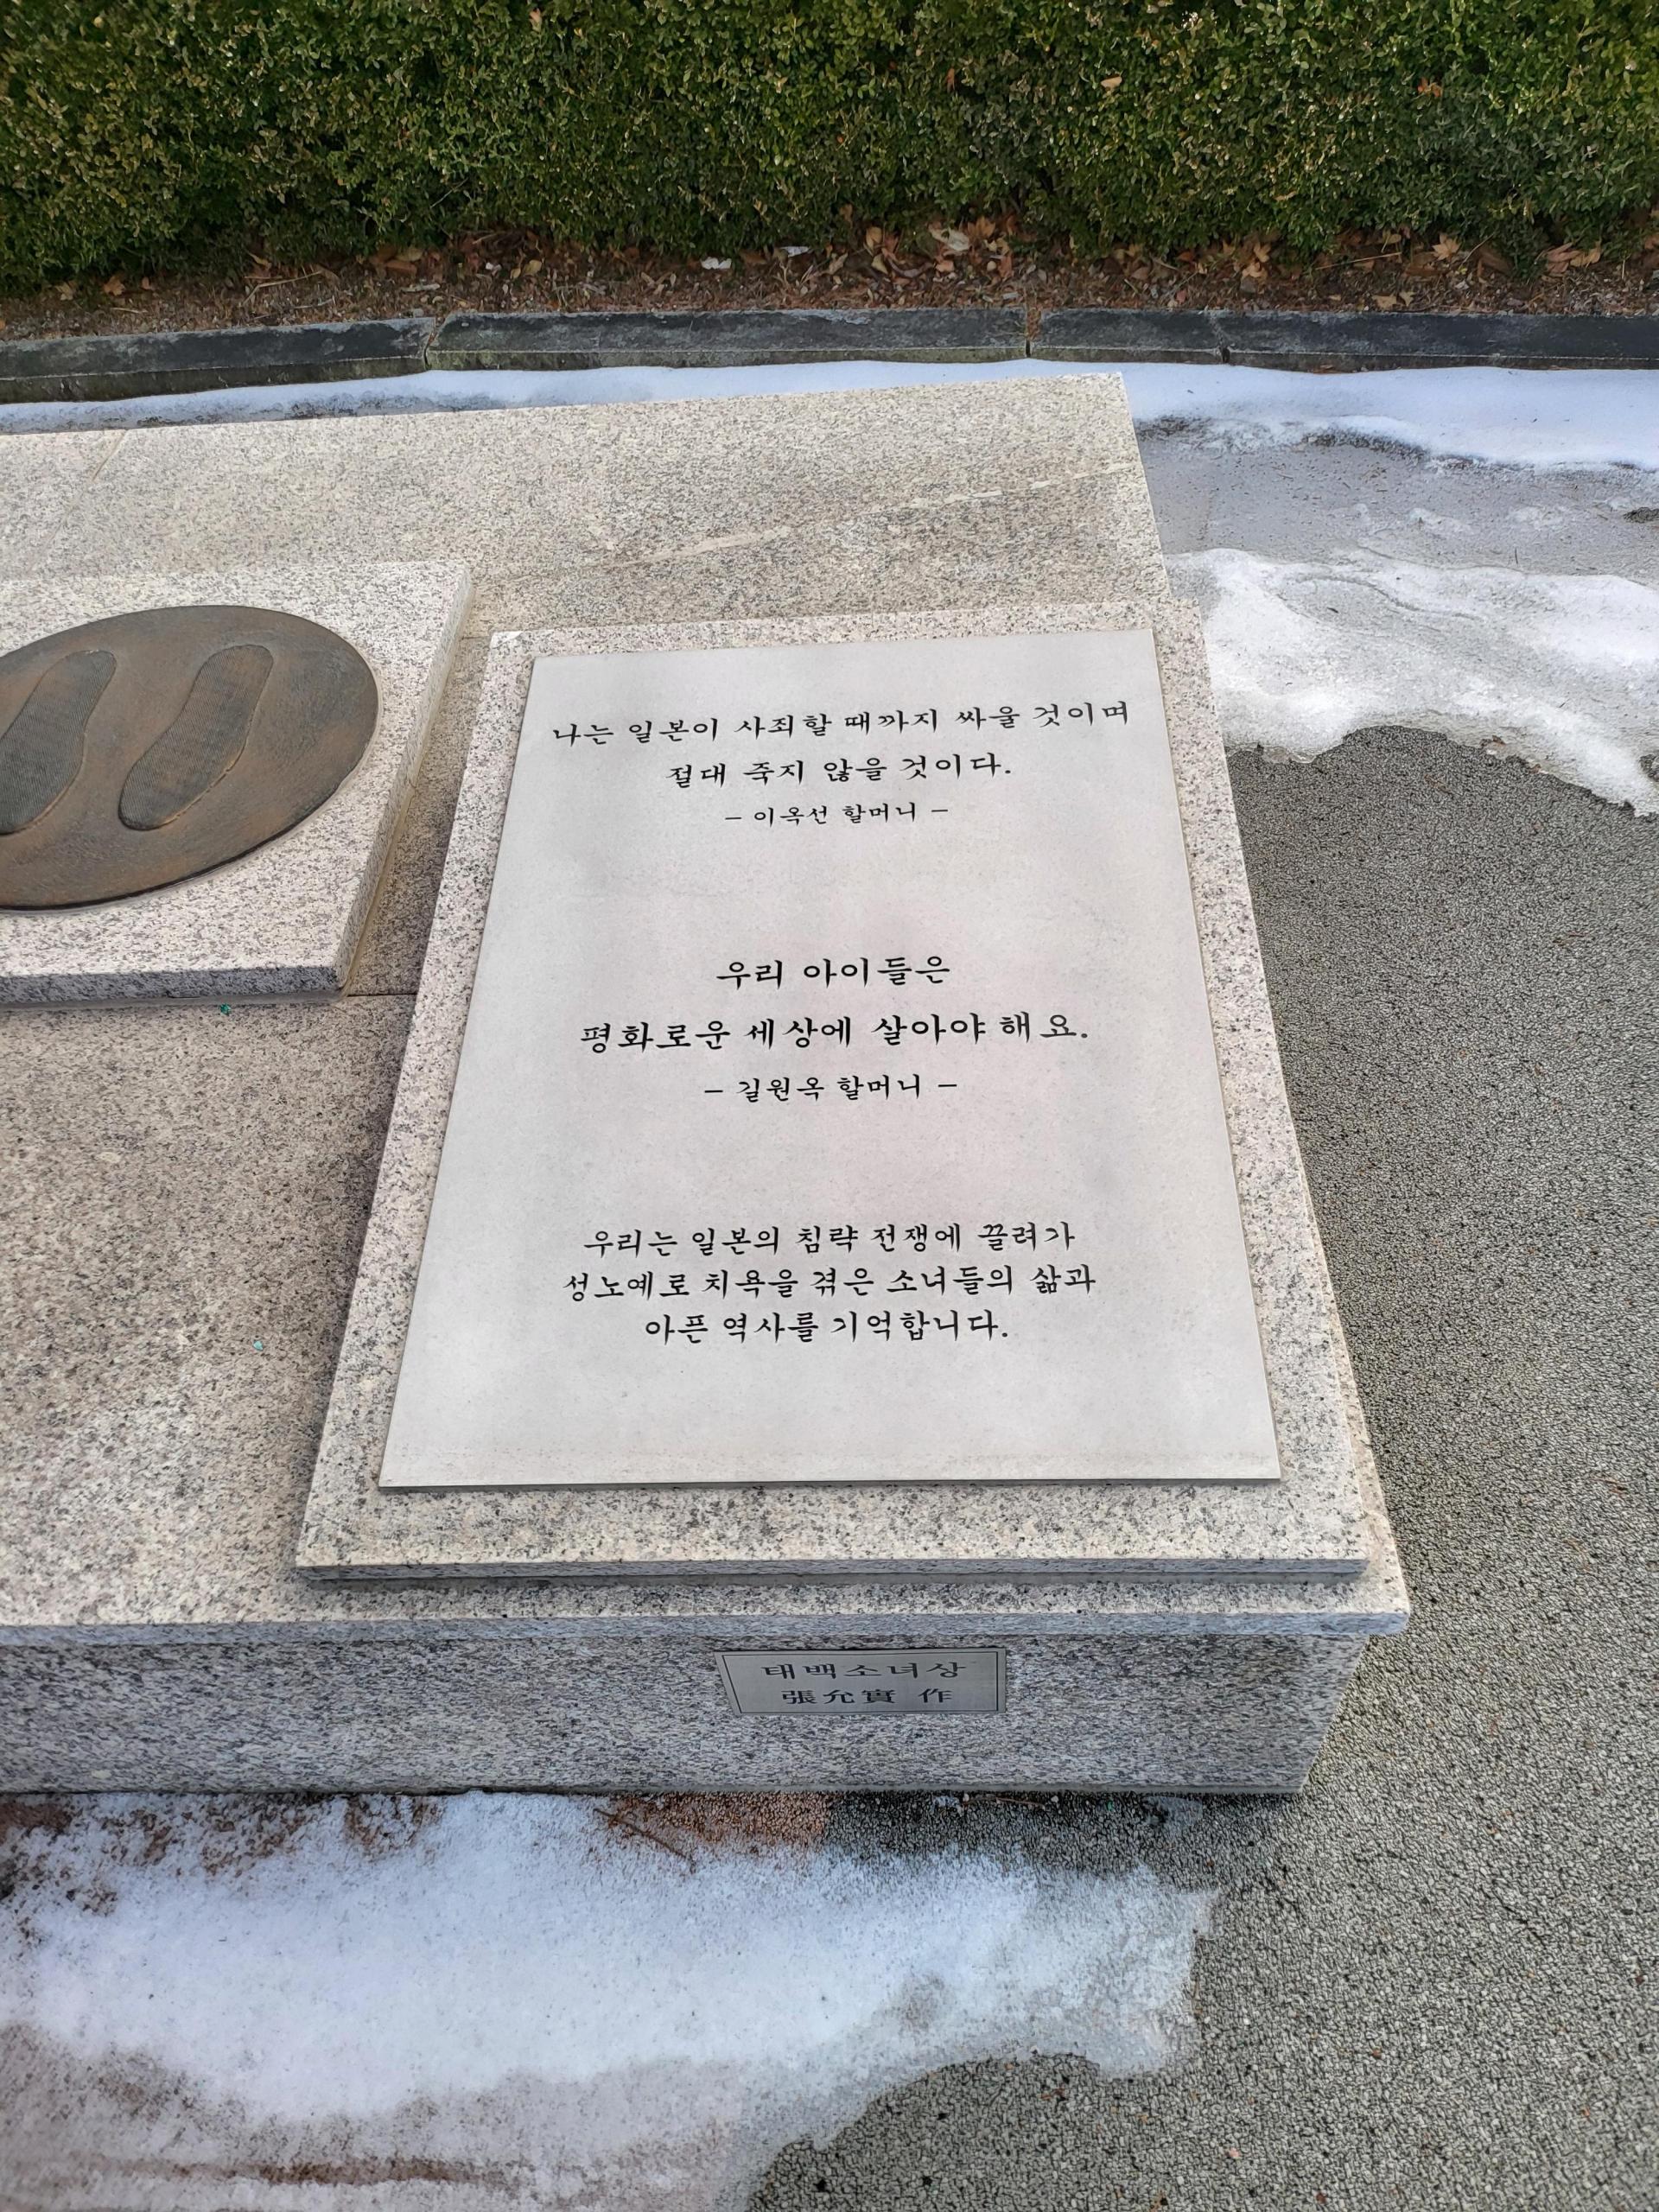 나는 일본이 사죄할 때까지 싸울 것이며
절대 죽지 않을 것이다.
- 이옥선 할머니 -
우리 아이들은
평화로운 세상에 살아야 해요.
- 길원옥 할머니 -
우리는 일본의 침략 전쟁에 끌려가
성노예로 치욕을 겪은 소녀들의 삶과
아픈 역사를 기억합니다.
태백소녀상
張允實 作